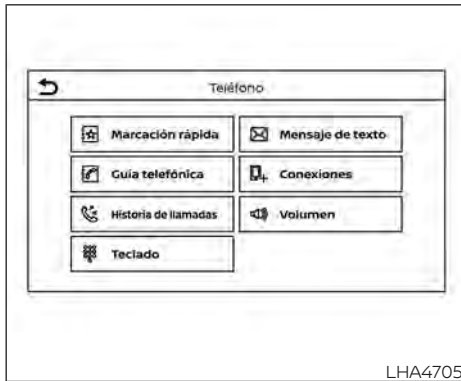 Teléfono
Marcación rápida
Mensaje de texto
Guía telefónica
Conexiones
Historia de llamadas
Volumen
Teclado
LHA4705